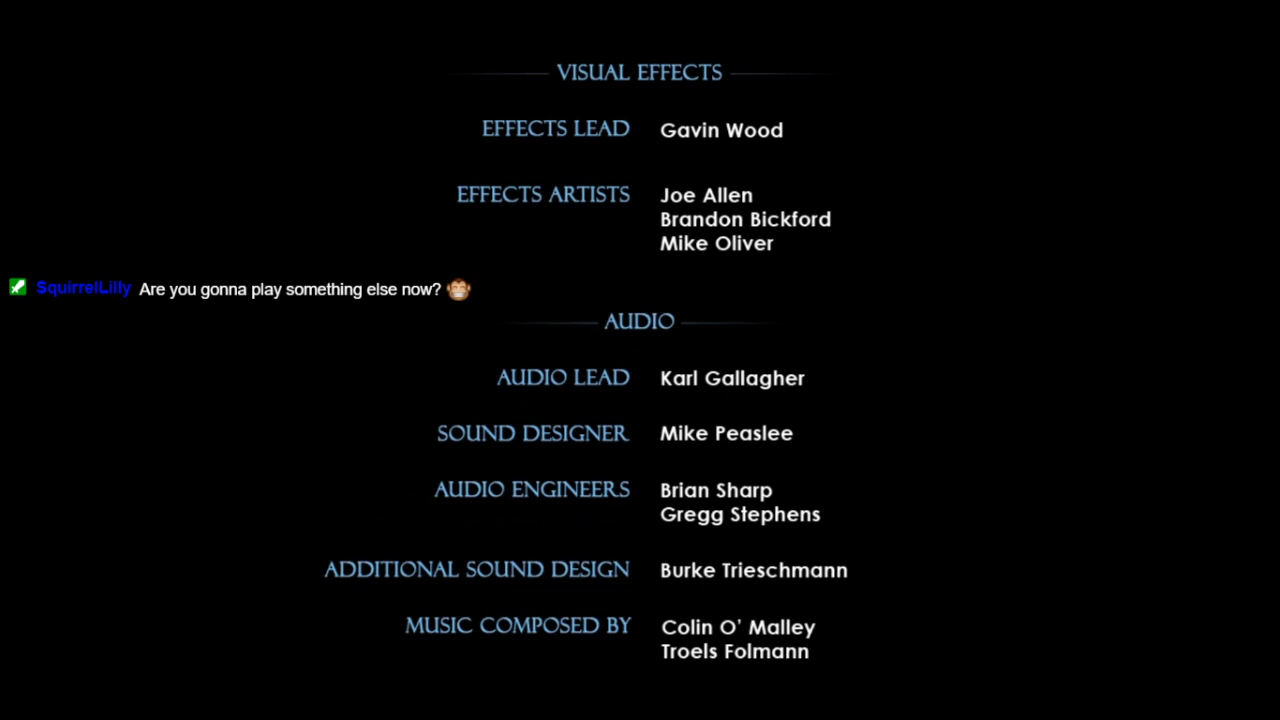 VISUAL EFFECTS
EFFECTS LEAD Gavin Wood
EFFECTS ARTISTS Joe Allen
Brandon Bickford
Mike Oliver
SquirrelLilly Are you gonna play something else now?
AUDIO
AUDIO LEAD Karl Gallagher
SOUND DESIGNER Mike Peaslee
AUDIO ENGINEERS Brian Sharp
Gregg Stephens
ADDITIONAL SOUND DESIGN Burke Trieschmann
MUSIC COMPOSED BY Colin O' Malley
Troels Folmann